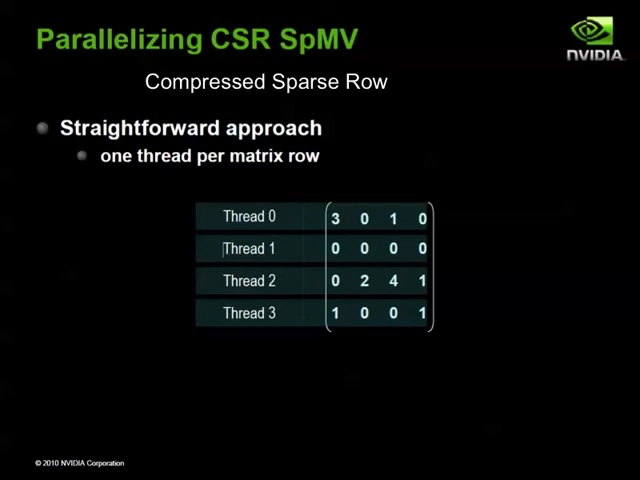 Parallelizing CSR SpMV
NVIDIA
Compressed Sparse Row
Straightforward approach
one thread per matrix row
Thread 0 3 0 1 0
Thread 1 0 0 0 0
Thread 2 0 2 4 1
Thread 3 1 0 0 1
© 2010 NVIDIA Corporation